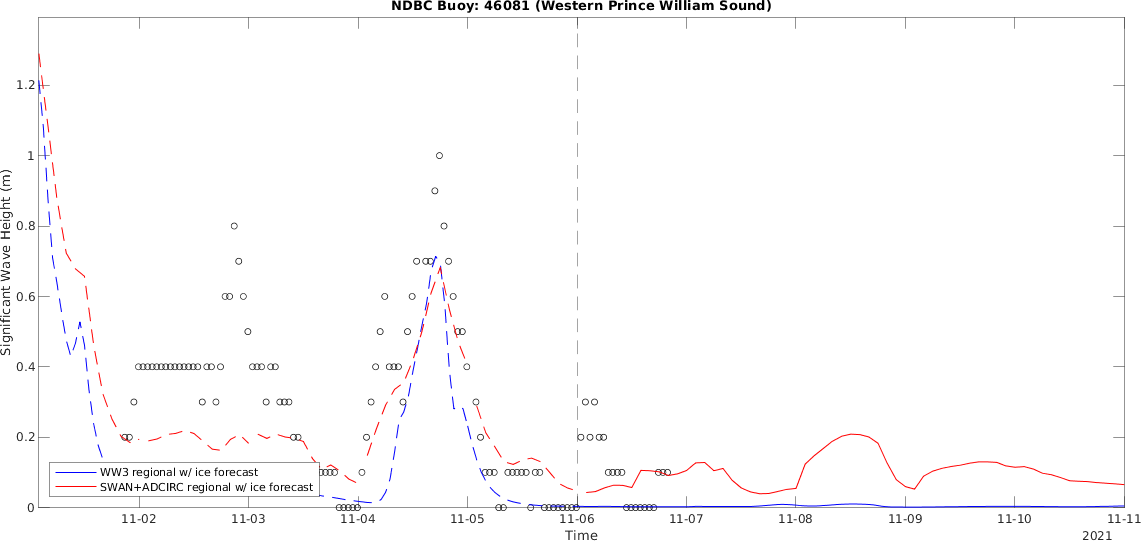 NDBC Buoy: 46081 (Western Prince William Sound)
Significant Wave Height (m)
1.2
1
0.8
0.6
0.4
0.2
0
WW3 regional w/ ice forecast
SWAN+ADCIRC regional w/ ice forecast
11-02 11-03 11-04 11-05 11-06 11-07 11-08 11-09 11-10 11-11
Time
2021